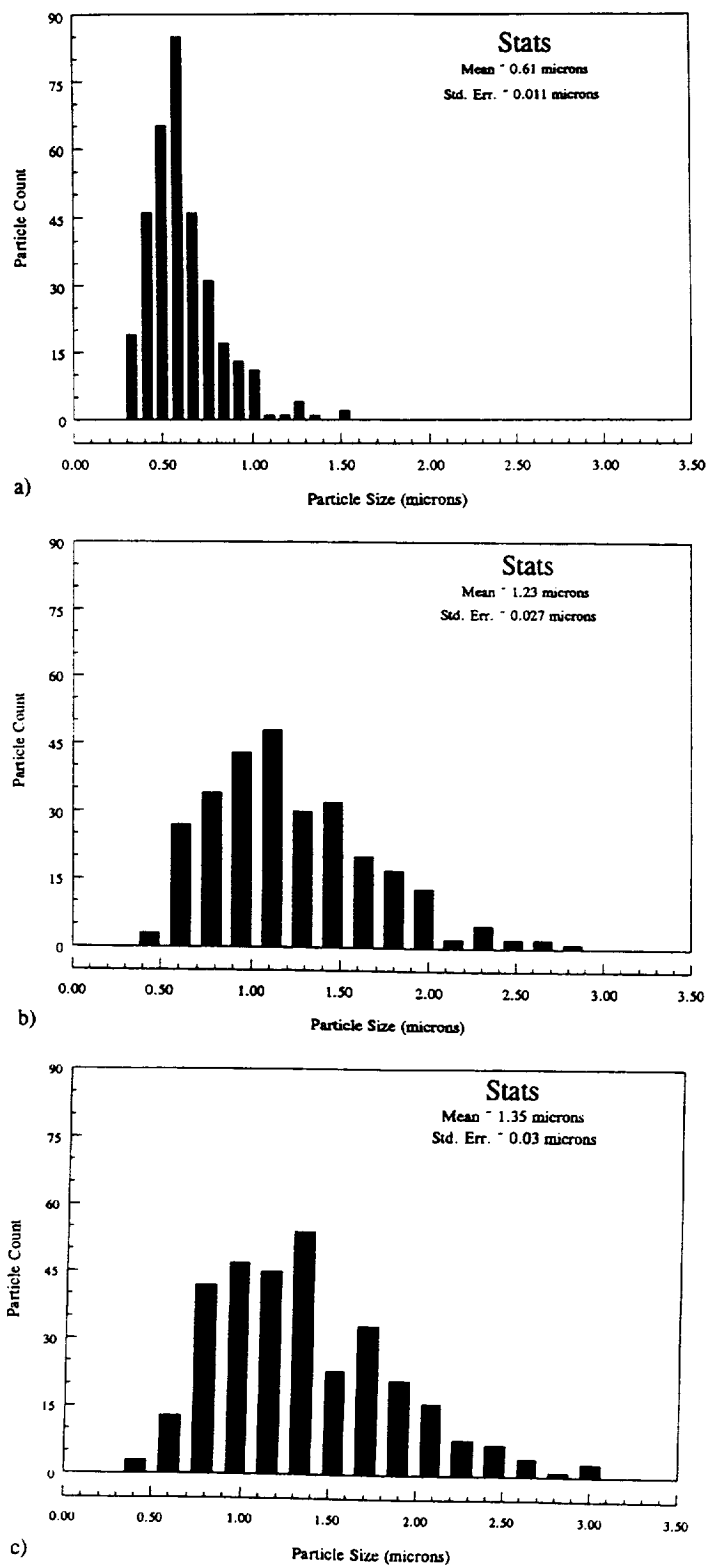 90
75
60
45
30
15
0
Particle Count
Stats
Mean ~ 0.61 microns
Std. Err. ~ 0.011 microns
0.00 0.50 1.00 1.50 2.00 2.50 3.00 3.50
a)
Particle Size (microns)
90
75
60
45
30
15
0
Particle Count
Stats
Mean ~ 1.23 microns
Std. Err. ~ 0.027 microns
0.00 0.50 1.00 1.50 2.00 2.50 3.00 3.50
b)
Particle Size (microns)
90
75
60
45
30
15
0
Particle Count
Stats
Mean ~ 1.35 microns
Std. Err. ~ 0.03 microns
0.00 0.50 1.00 1.50 2.00 2.50 3.00 3.50
c)
Particle Size (microns)